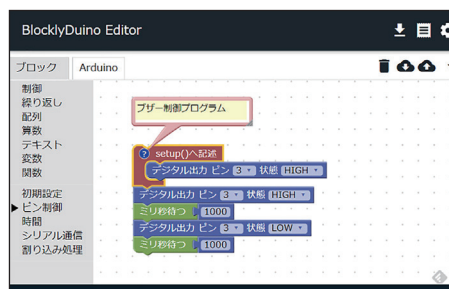 BlocklyDuino Editor
ブロック Arduino
制御
繰り返し
配列
算数
テキスト
変数
関数
初期設定
ピン制御
時間
シリアル通信
割り込み処理
ブザー制御プログラム
? setup()へ記述
デジタル出力 ピン 3 状態 HIGH
デジタル出力 ピン 3 状態 HIGH
ミリ秒待つ 1000
デジタル出力 ピン 3 状態 LOW
ミリ秒待つ 1000